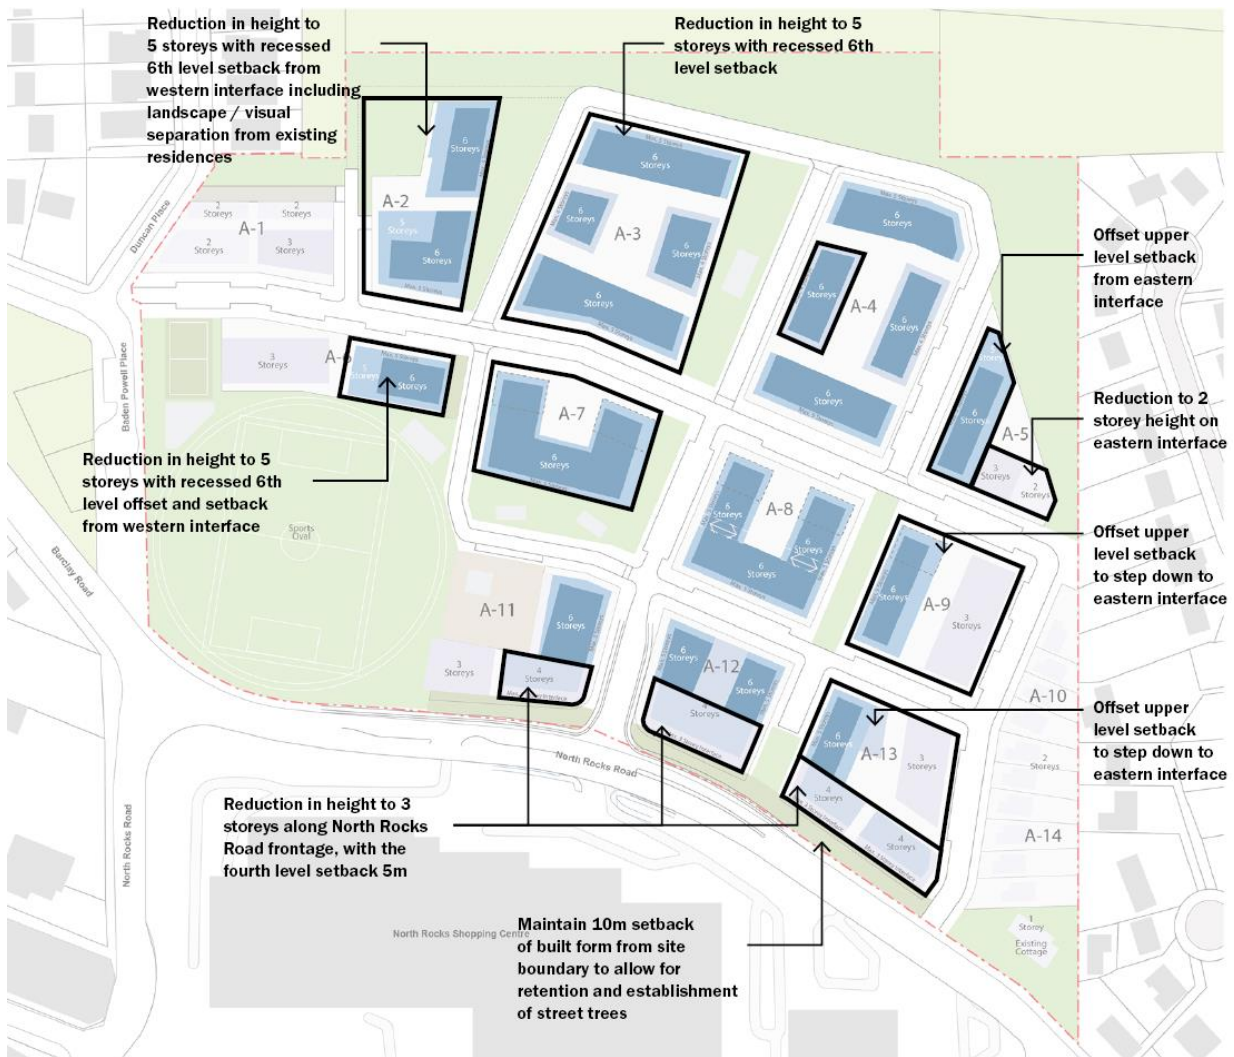 Reduction in height to
5 storeys with recessed
6th level setback from
western interface including
landscape / visual
separation from existing
residences
Reduction in height to 5
storeys with recessed 6th
level setback
Offset upper
level setback
from eastern
interface
Reduction to 2
storey height on
eastern interface
Offset upper
level setback
to step down to
eastern interface
Offset upper
level setback
to step down to
eastern interface
Reduction in height to 5
storeys with recessed 6th
level offset and setback
from western interface
Reduction in height to 3
storeys along North Rocks
Road frontage, with the
fourth level setback 5m
Maintain 10m setback
of built form from site
boundary to allow for
retention and establishment
of street trees
Duncan Place
Baden Powell Place
Barclay Road
North Rocks Road
North Rocks Road
North Rocks Shopping Centre
Sports
Oval
A-1
2
Storeys
2
Storeys
2
Storeys
3
Storeys
A-2
6
Storeys
5
Storeys
6
Storeys
A-3
6
Storeys
6
Storeys
6
Storeys
6
Storeys
A-4
6
Storeys
6
Storeys
6
Storeys
6
Storeys
A-5
6
Storeys
3
Storeys
2
Storeys
3
Storeys
5
Storeys
6
Storeys
A-7
6
Storeys
A-8
6
Storeys
6
Storeys
6
Storeys
A-9
6
Storeys
3
Storeys
A-10
A-11
6
Storeys
3
Storeys
4
Storeys
A-12
6
Storeys
6
Storeys
4
Storeys
A-13
6
Storeys
3
Storeys
4
Storeys
4
Storeys
2
Storeys
A-14
1
Storey
Existing
Cottage